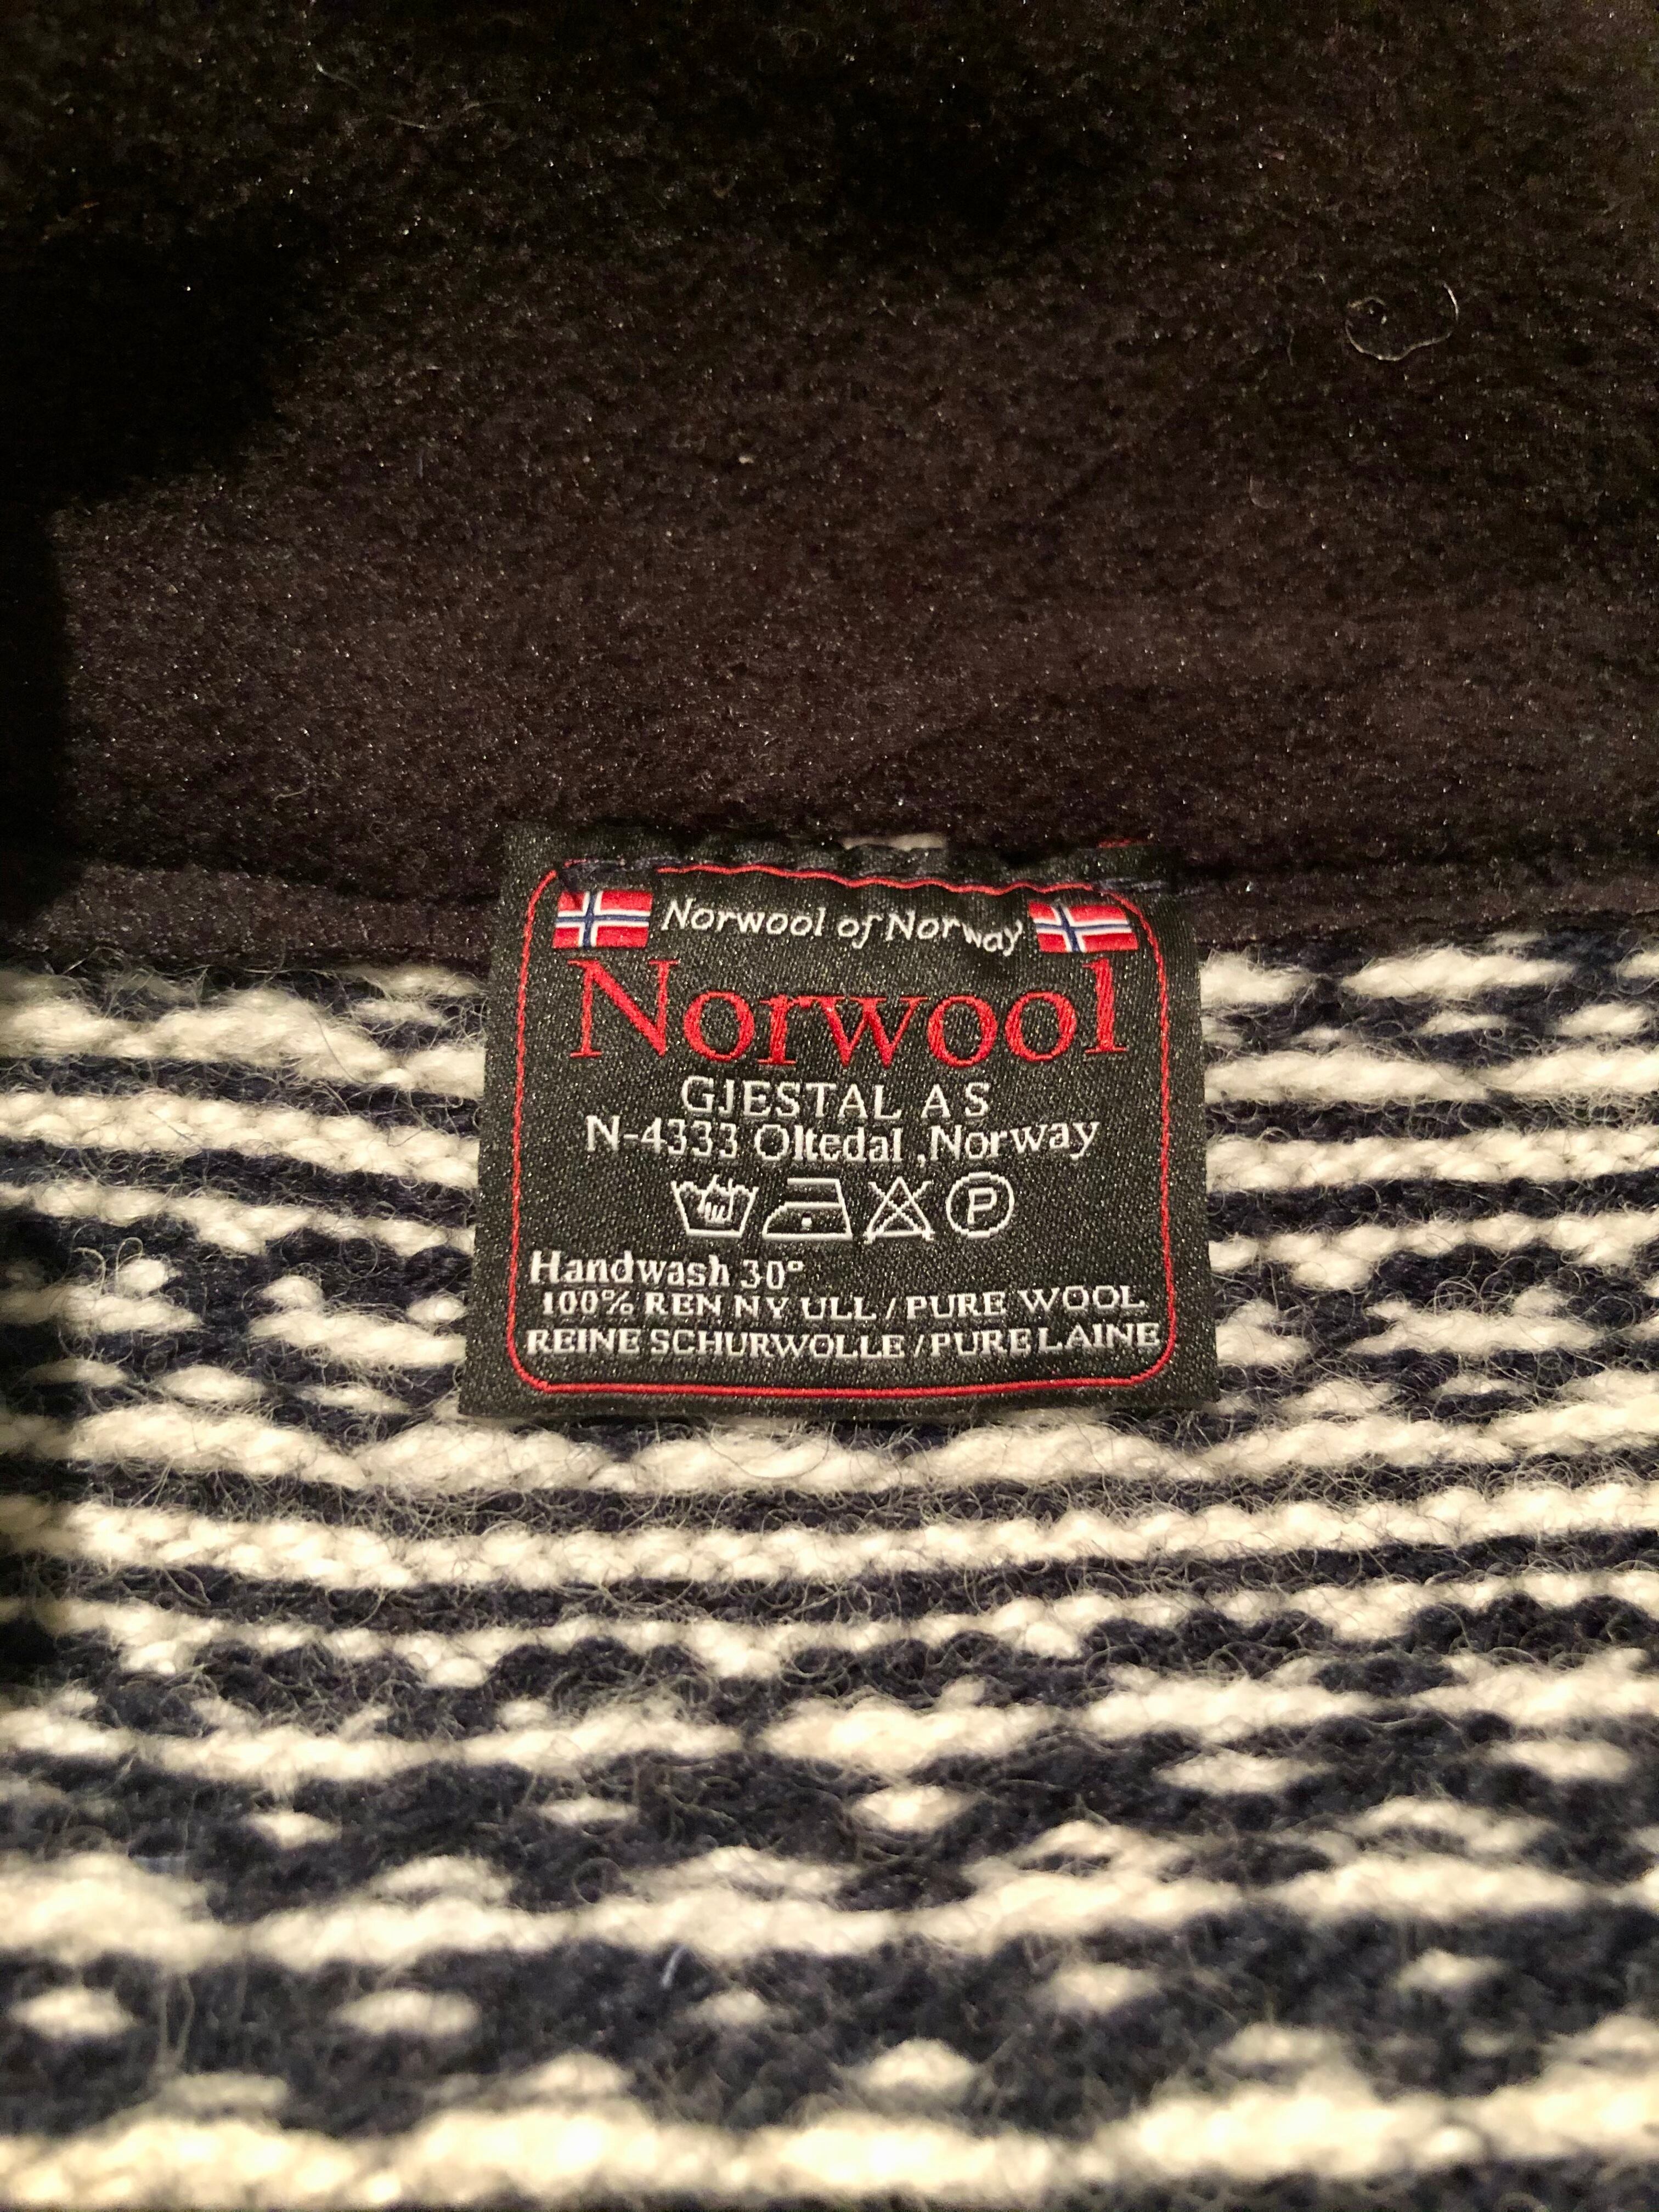 Norwool of Norway
Norwool
GJESTAL A S
N-4333 Oltedal ,Norway
P
Handwash 30°
100% REN NY ULL / PURE WOOL
REINE SCHURWOLLE / PURE LAINE